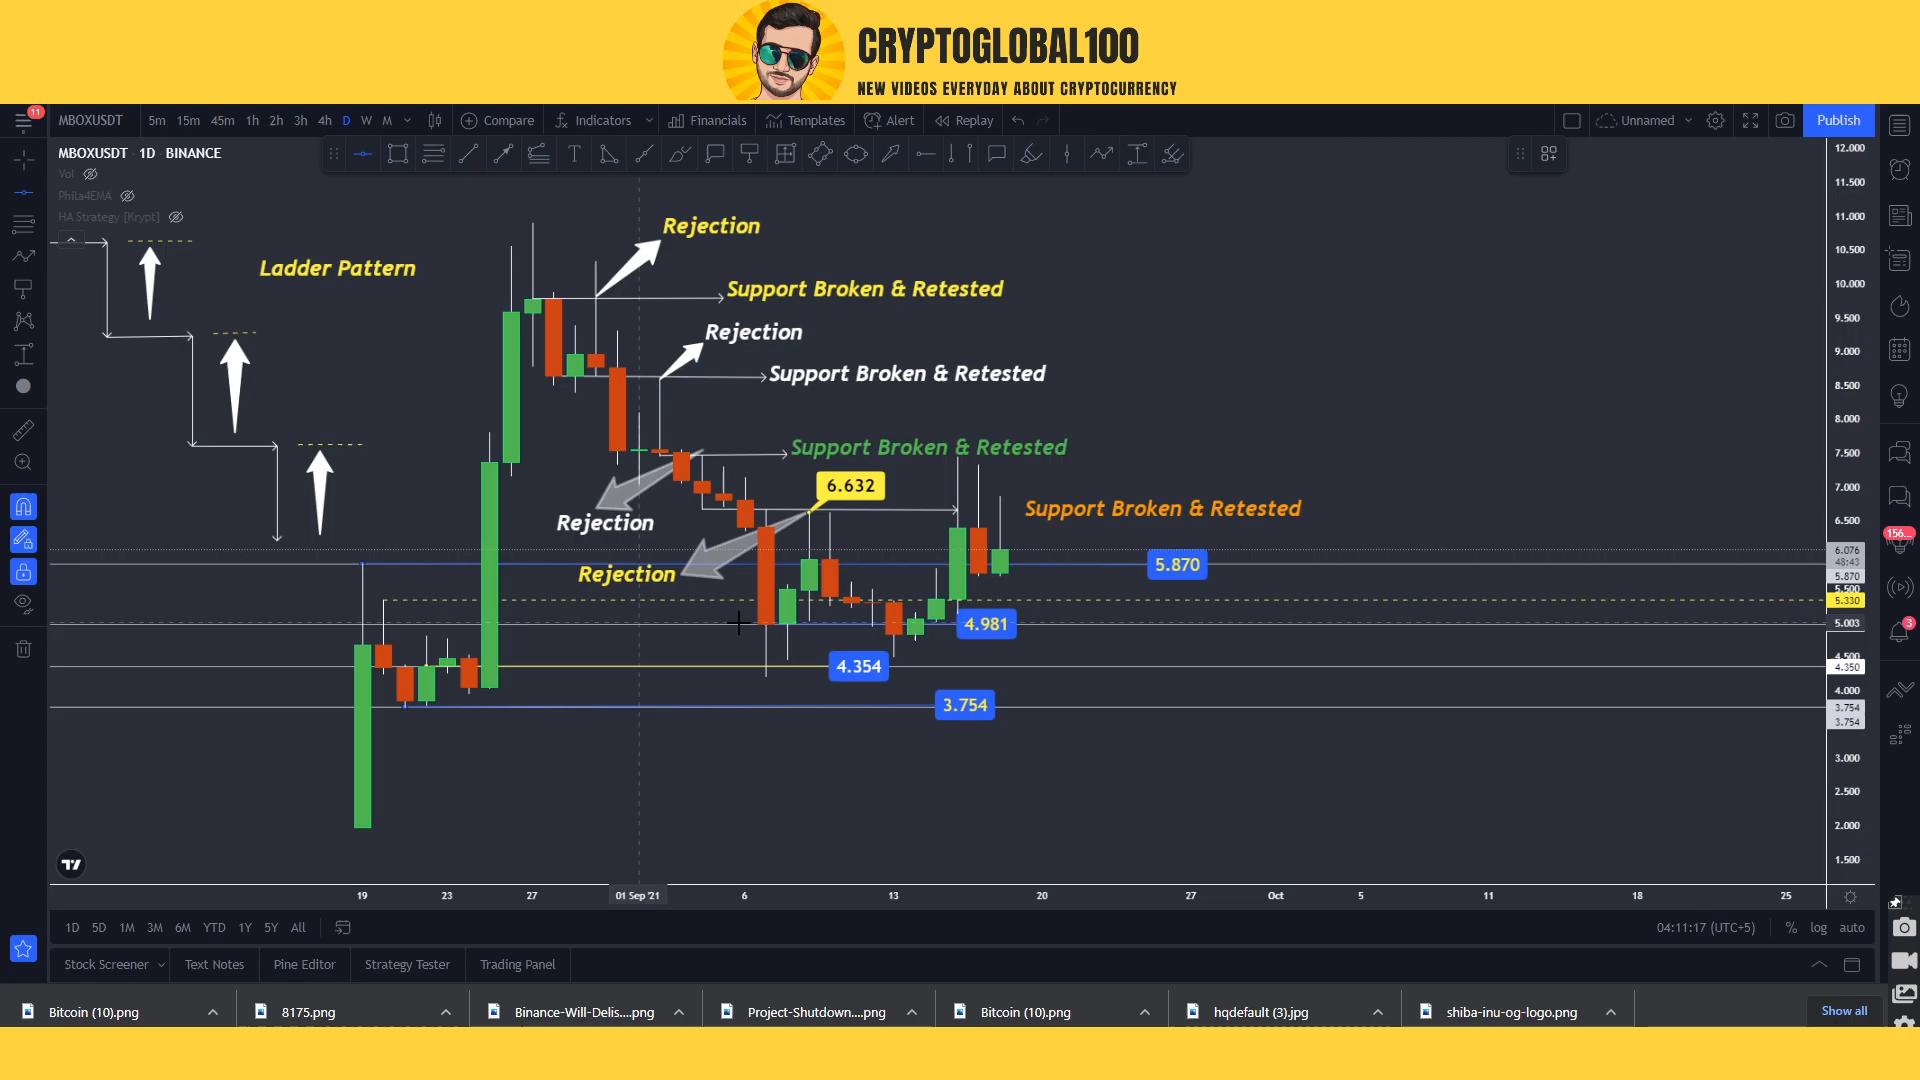 CRYPTOGLOBAL100
NEW VIDEOS EVERYDAY ABOUT CRYPTOCURRENCY
11
MBOXUSDT 5m 15m 45m 1h 2h 3h 4h D W M Compare Indicators Financials Templates Alert Replay Unnamed Publish
MBOXUSDT 1D BINANCE
Vol
Phila4EMA
HA Strategy [Krypt]
Ladder Pattern
Rejection
Support Broken & Retested
Rejection
Support Broken & Retested
Support Broken & Retested
6.632
Rejection
Support Broken & Retested
Rejection
5.870
4.981
4.354
3.754
12.000
11.500
11.000
10.500
10.000
9.500
9.000
8.500
8.000
7.500
7.000
6.500
6.076
48:43
5.870
5.500
5.330
5.003
4.500
4.350
4.000
3.754
3.754
3.000
2.500
2.000
1.500
156...
3
19 23 27 01 Sep '21 6 13 20 27 Oct 5 11 18 25
1D 5D 1M 3M 6M YTD 1Y 5Y All 04:11:17 (UTC+5) % log auto
Stock Screener Text Notes Pine Editor Strategy Tester Trading Panel
Bitcoin (10).png 8175.png Binance-Will-Delis....png Project-Shutdown....png Bitcoin (10).png hqdefault (3).jpg shiba-inu-og-logo.png Show all